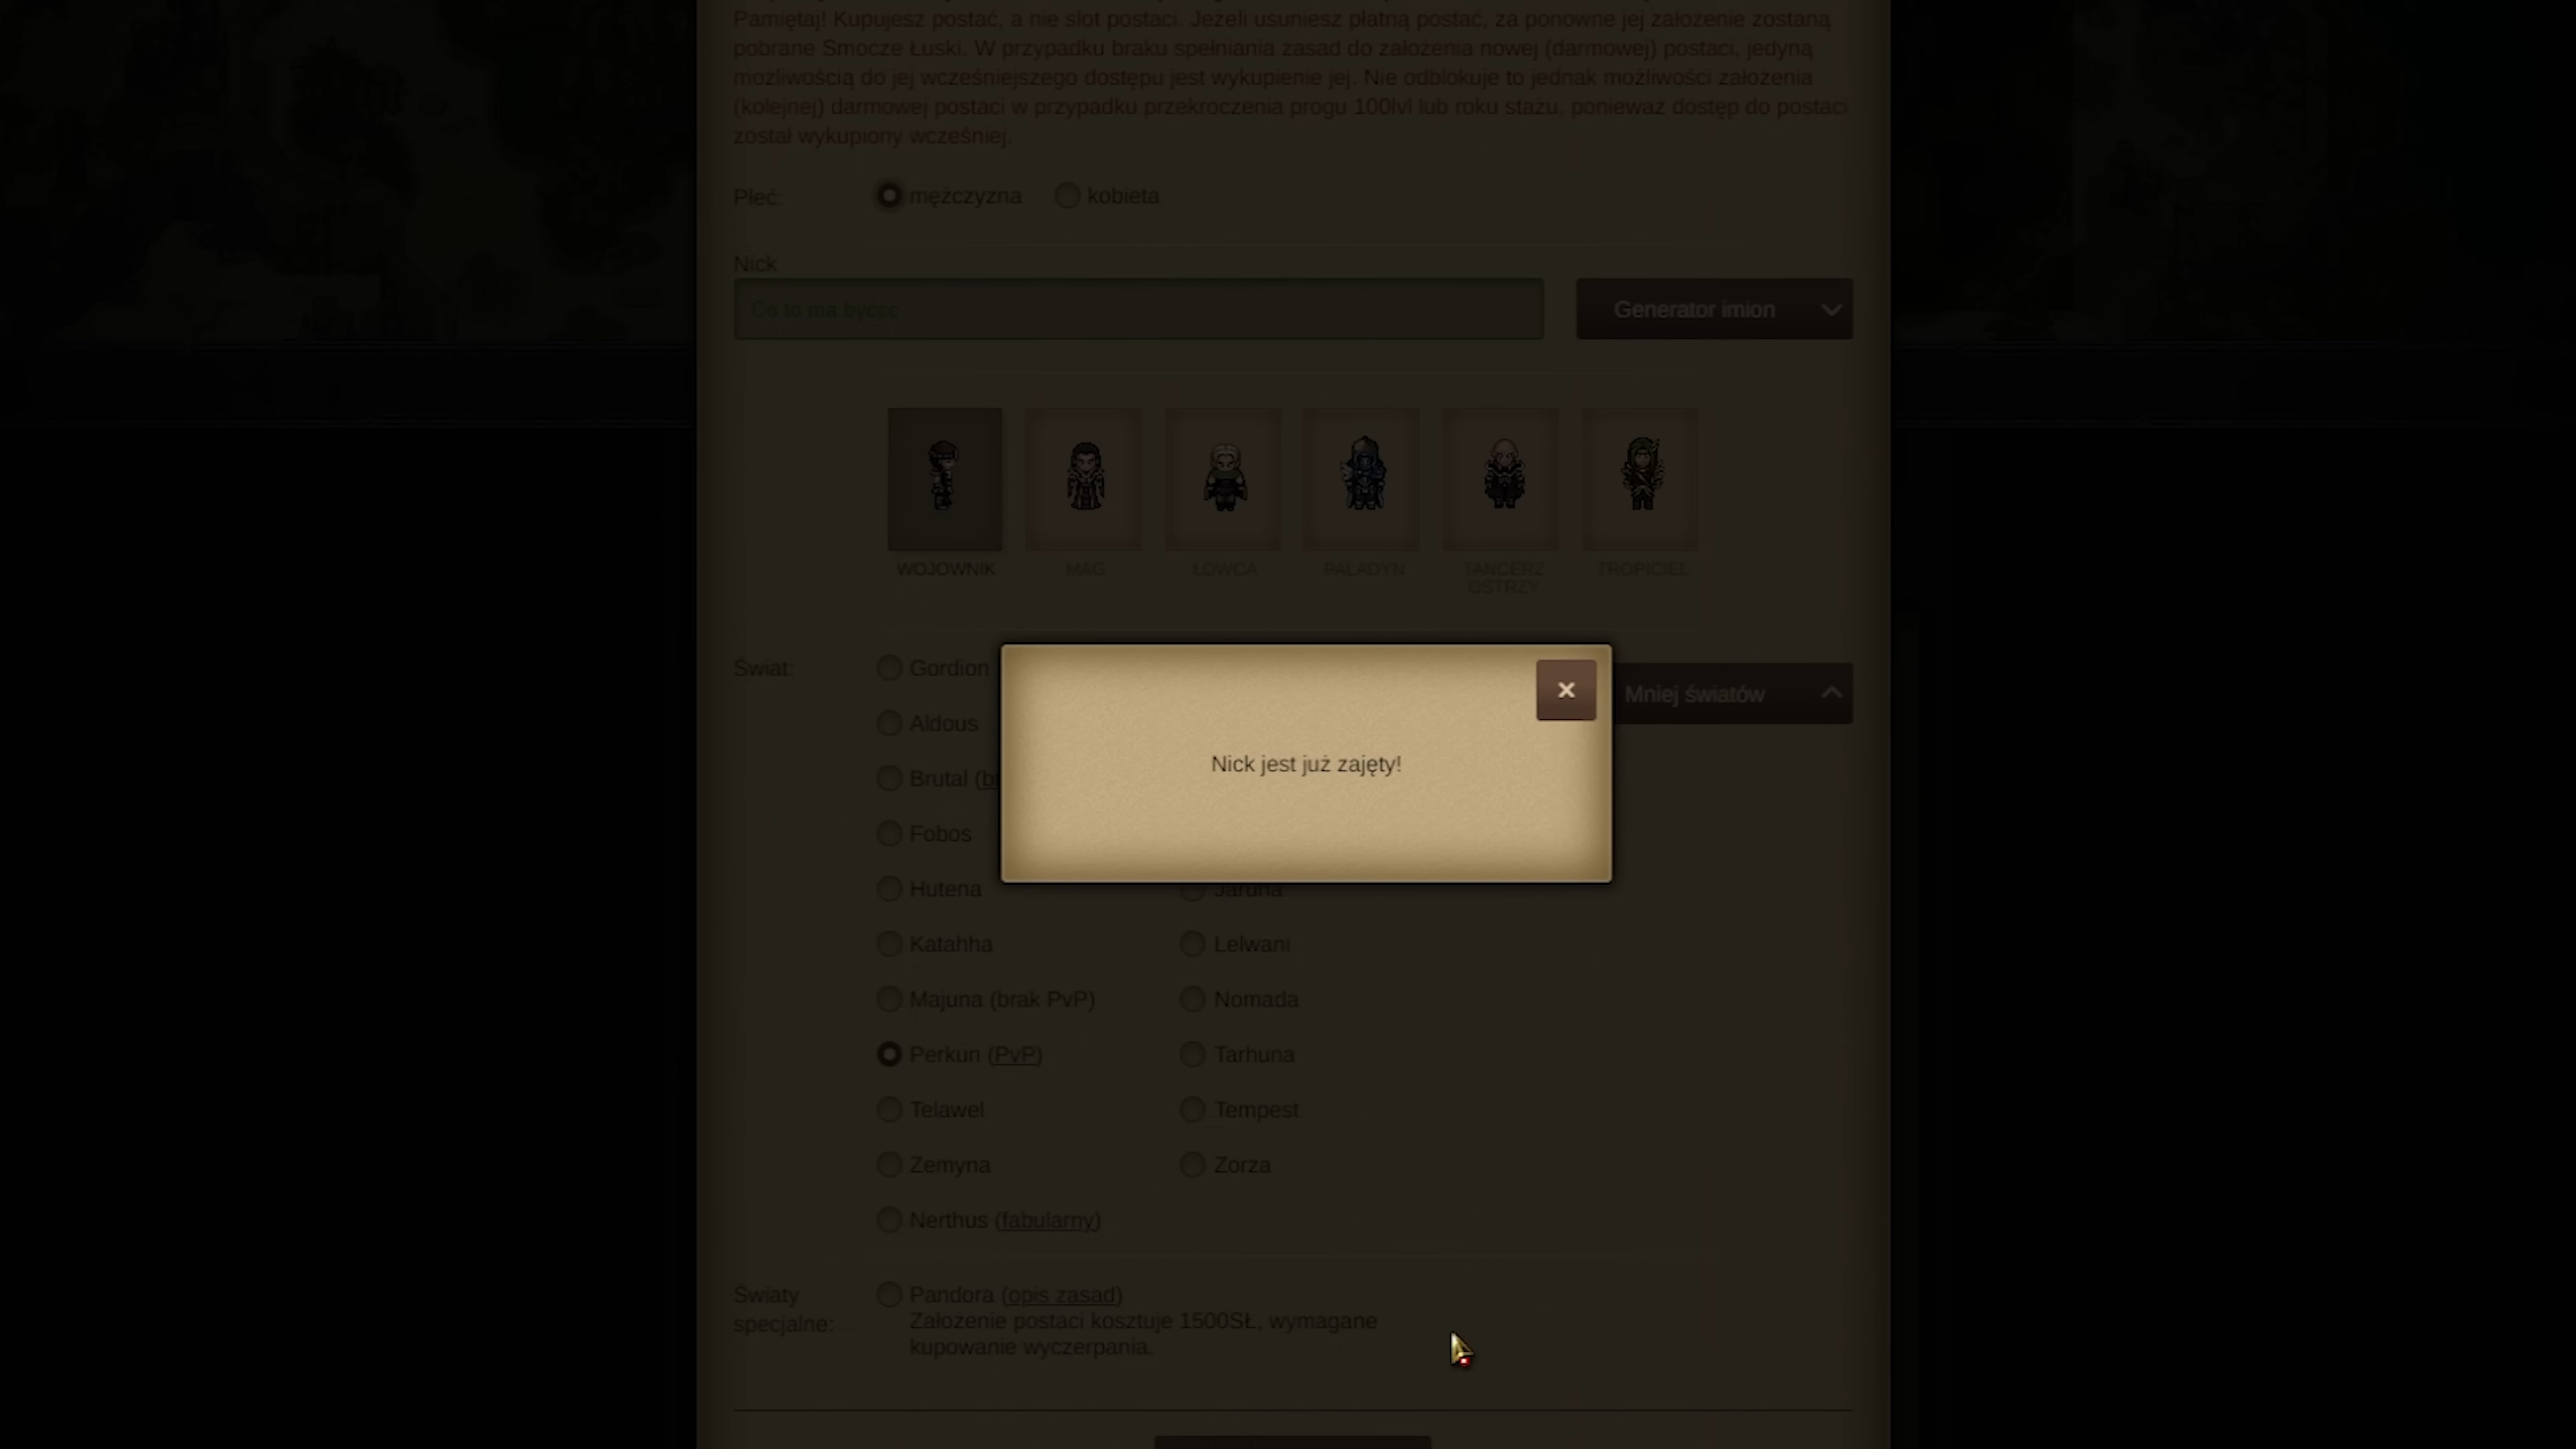 Pamiętaj! Kupujesz postać, a nie slot postaci. Jeżeli usuniesz płatną postać, za ponowne jej założenie zostaną
pobrane Smocze Łuski. W przypadku braku spełniania zasad do założenia nowej (darmowej) postaci, jedyną
możliwością do jej wcześniejszego dostępu jest wykupienie jej. Nie odblokuje to jednak możliwości założenia
(kolejnej) darmowej postaci w przypadku przekroczenia progu 100lvl lub roku stażu, ponieważ dostęp do postaci
został wykupiony wcześniej.
Płeć: mężczyzna kobieta
Nick
Co to ma byccc
Generator imion
WOJOWNIK MAG ŁOWCA PALADYN TANCERZ OSTRZY TROPICIEL
Świat: Gordion
Mniej światów
Aldous
Brutal
Nick jest już zajęty!
Fobos
Hutena Jaruna
Katahha Lelwani
Majuna (brak PvP) Nomada
Perkun (PvP) Tarhuna
Telawel Tempest
Zemyna Zorza
Nerthus (fabularny)
Światy specjalne: Pandora (opis zasad)
Założenie postaci kosztuje 1500SŁ, wymagane
kupowanie wyczerpania.